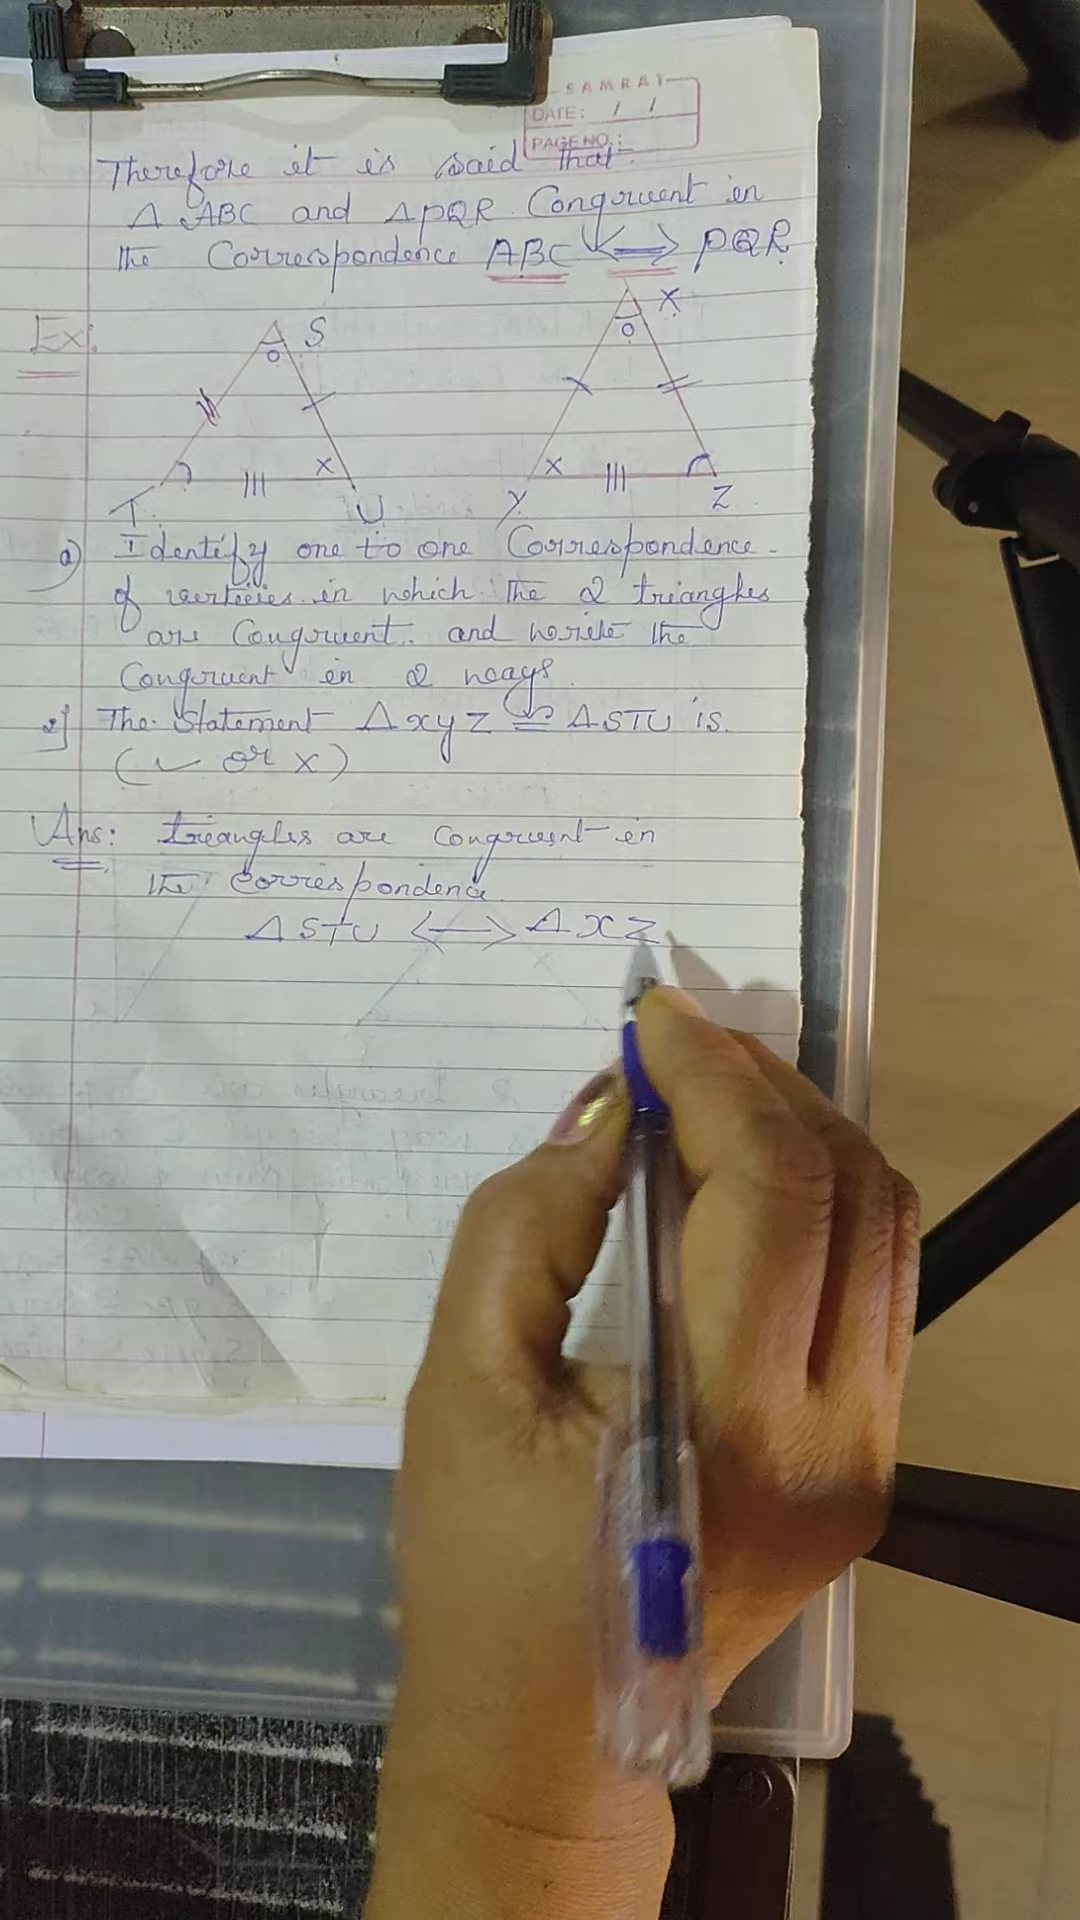 SAMRAT
DATE: / /
PAGE NO.:
Therefore it is said that
Δ ABC and ΔPQR Congruent in
the Correspondence ABC ↔ PQR
Ex:
S
X
T
U
Y
Z
a) Identify one to one Correspondence
of verticies in which the 2 triangles
are Congruent and write the
Congruent in 2 ways.
2] The Statement Δ xyz ≅ Δ STU is.
(✓ or x)
Ans: triangles are Congruent in
the correspondence
Δ STU ↔ Δ XZ